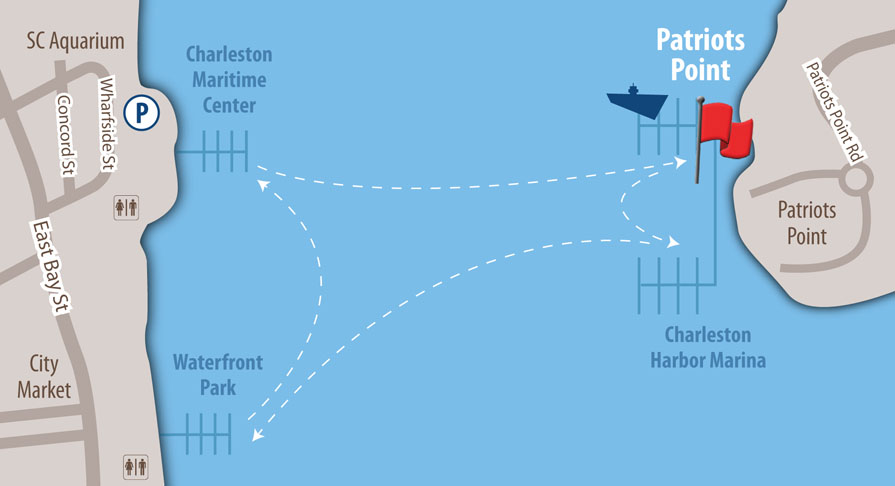 SC Aquarium
Wharfside St
Concord St
P
East Bay St
City
Market
Charleston
Maritime
Center
Waterfront
Park
Patriots
Point
Patriots Point Rd
Patriots
Point
Charleston
Harbor Marina